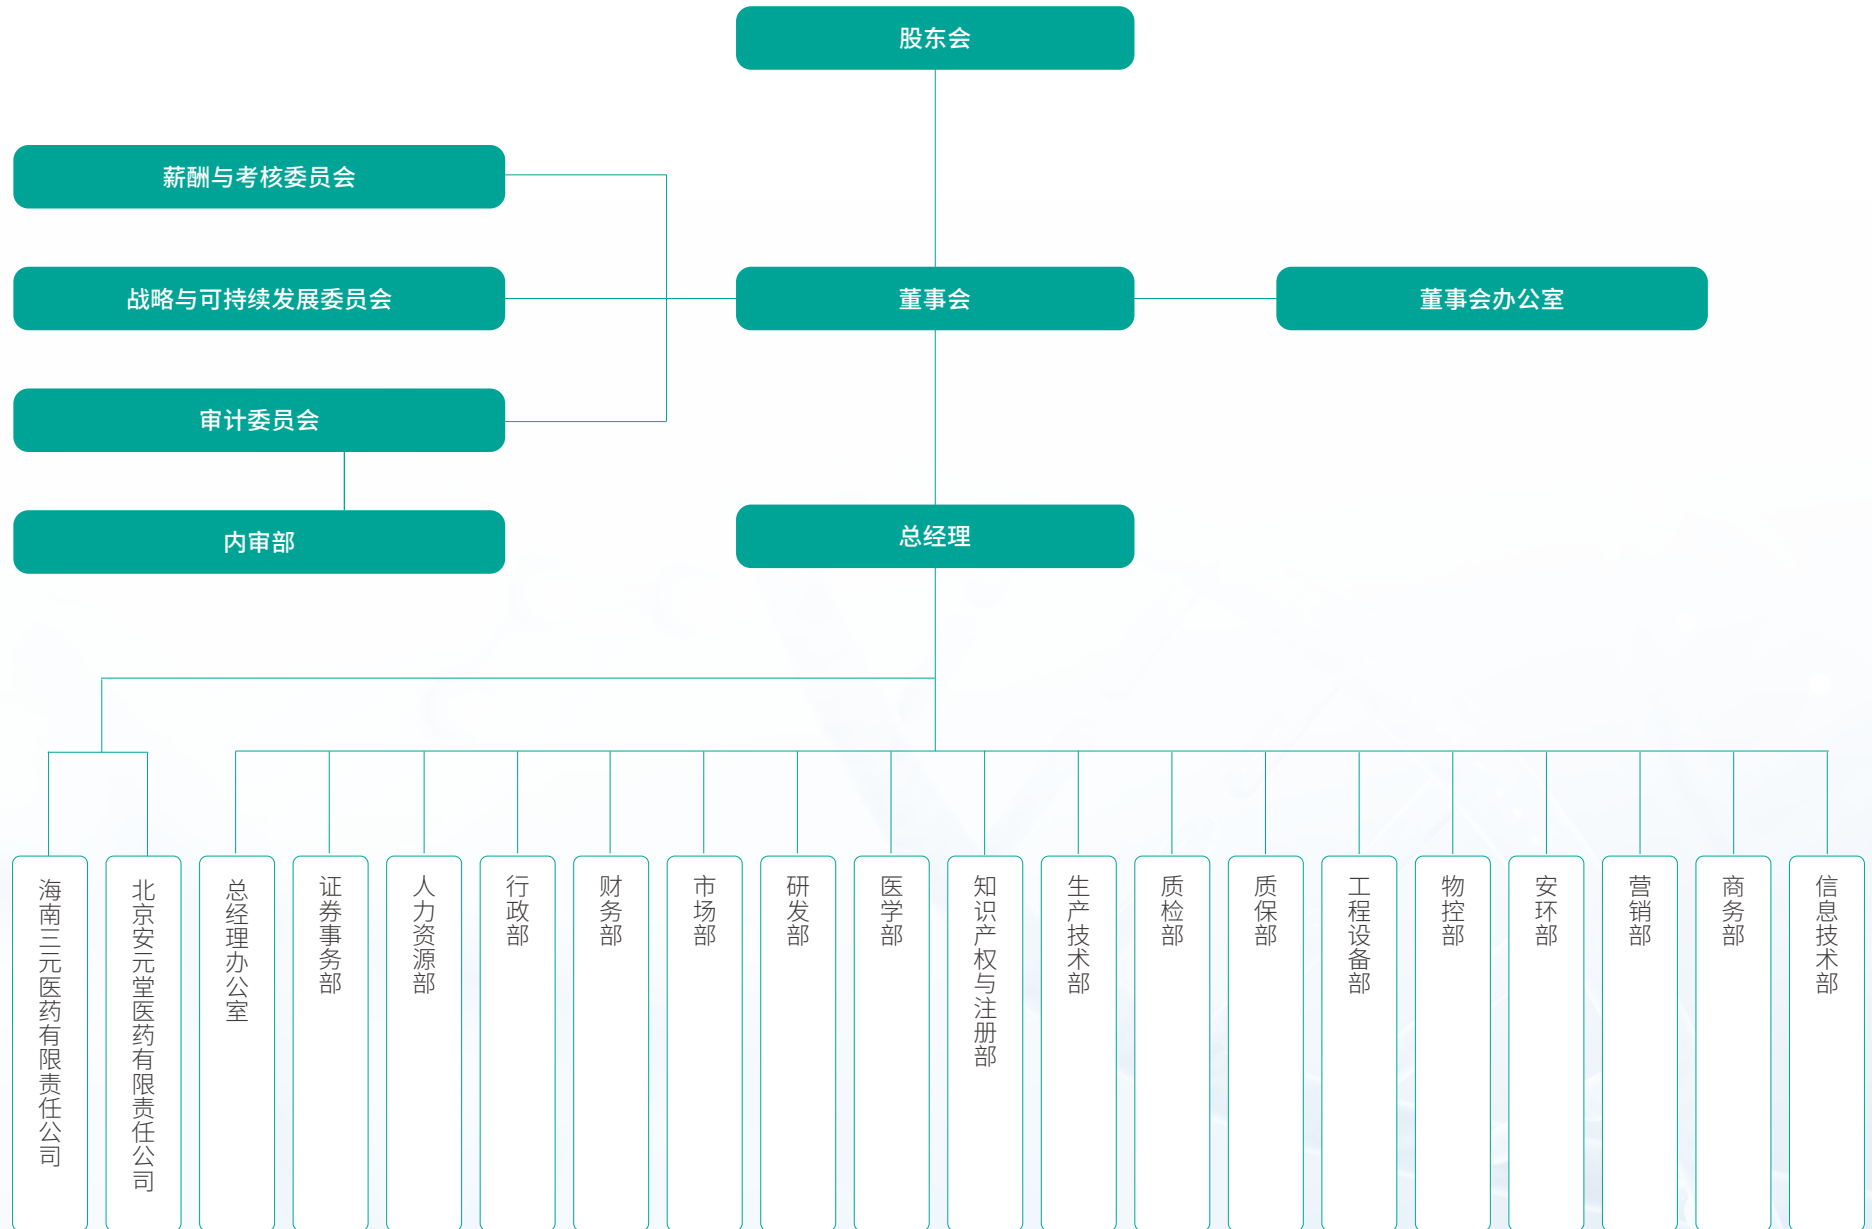 股东会
薪酬与考核委员会
战略与可持续发展委员会
董事会
董事会办公室
审计委员会
内审部
总经理
海南三元医药有限责任公司
北京安元堂医药有限责任公司
总经理办公室
证券事务部
人力资源部
行政部
财务部
市场部
研发部
医学部
知识产权与注册部
生产技术部
质检部
质保部
工程设备部
物控部
安环部
营销部
商务部
信息技术部